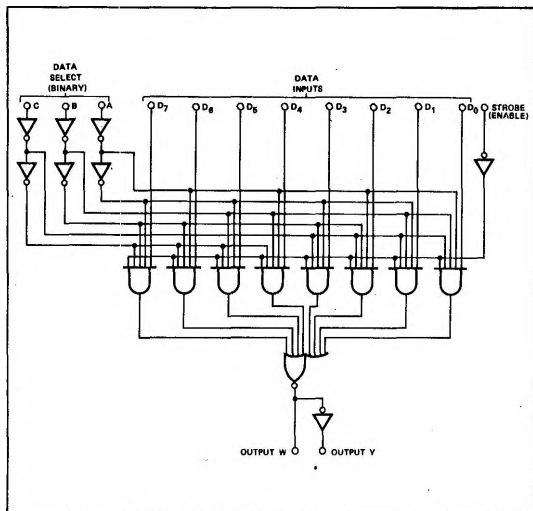 DATA
SELECT
(BINARY)
DATA
INPUTS
C B A D7 D6 D5 D4 D3 D2 D1 D0 STROBE
(ENABLE)
OUTPUT W OUTPUT Y